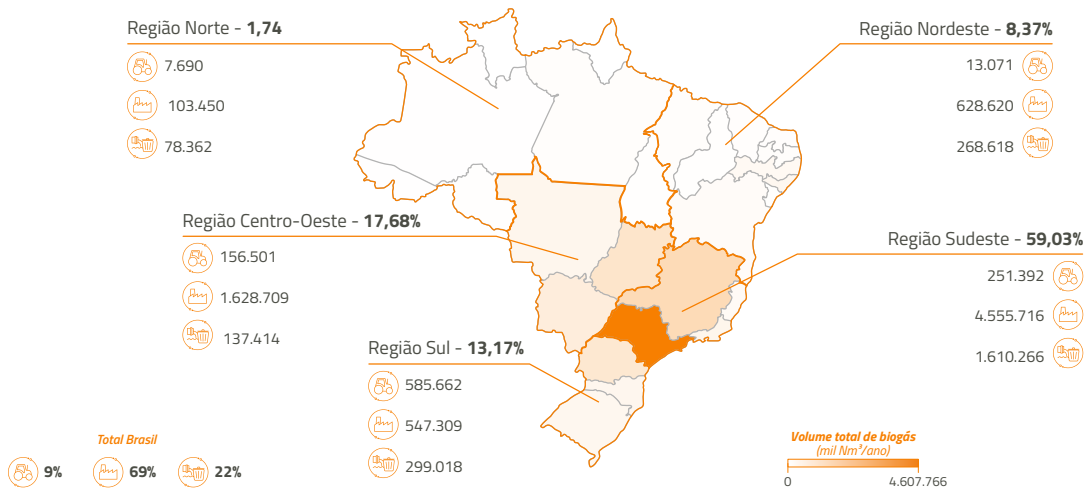 Região Norte - 1,74
7.690
103.450
78.362
Região Nordeste - 8,37%
13.071
628.620
268.618
Região Centro-Oeste - 17,68%
156.501
1.628.709
137.414
Região Sudeste - 59,03%
251.392
4.555.716
1.610.266
Região Sul - 13,17%
585.662
547.309
299.018
Total Brasil
9% 69% 22%
Volume total de biogás
(mil Nm³/ano)
0 4.607.766